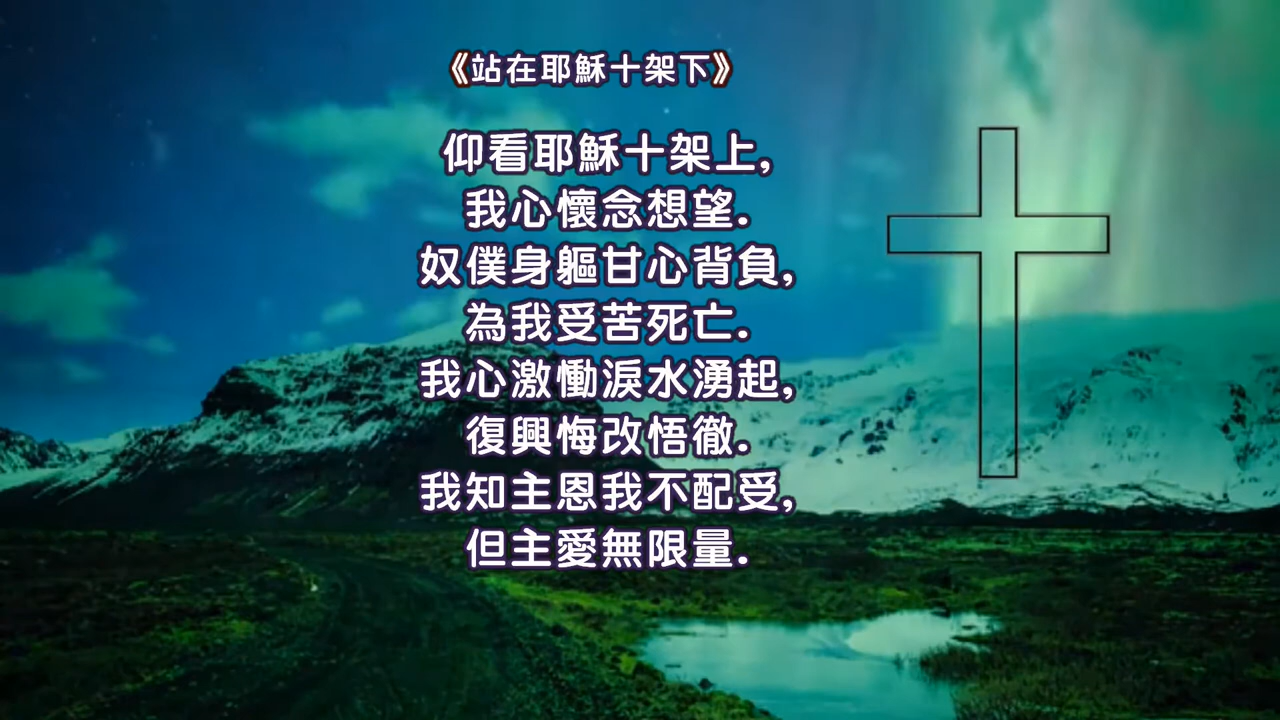 《站在耶穌十架下》
仰看耶穌十架上,
我心懷念想望.
奴僕身軀甘心背負,
為我受苦死亡.
我心激慟淚水湧起,
復興悔改悟徹.
我知主恩我不配受,
但主愛無限量.